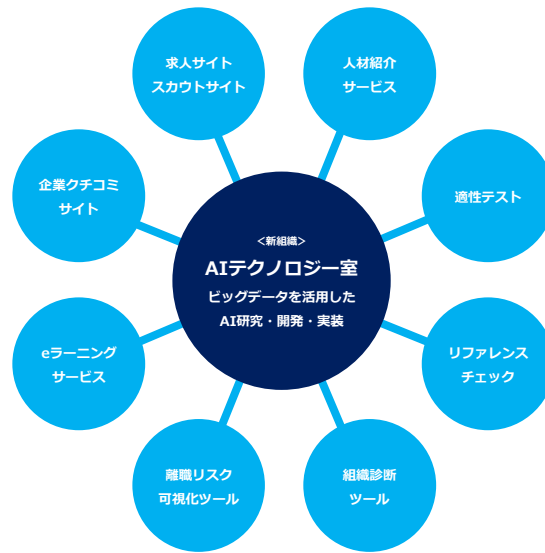 求人サイト
スカウトサイト
人材紹介
サービス
企業クチコミ
サイト
適性テスト
<新組織>
AIテクノロジー室
ビッグデータを活用した
AI研究・開発・実装
eラーニング
サービス
リファレンス
チェック
離職リスク
可視化ツール
組織診断
ツール